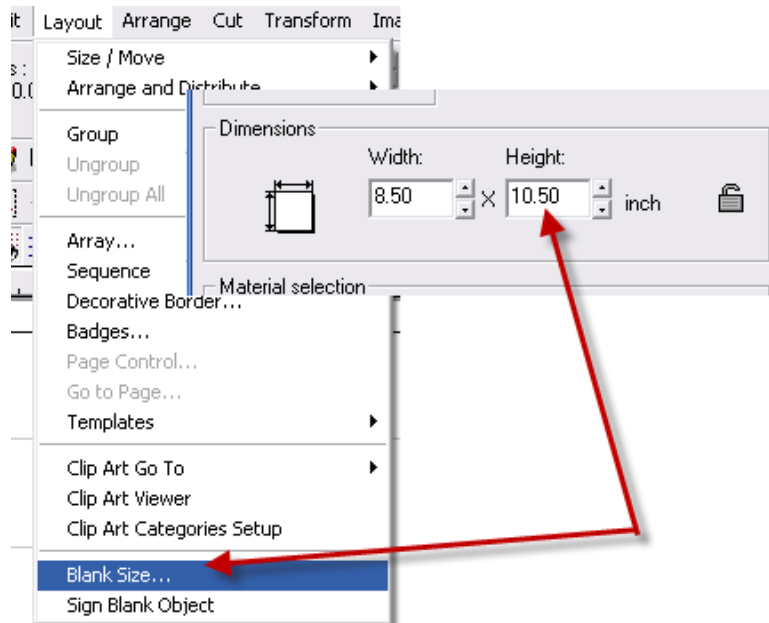 it Layout Arrange Cut Transform Ima
s :
0.0
Size / Move
Arrange and Distribute
Group
Ungroup
Ungroup All
Array...
Sequence
Decorative Border...
Badges...
Page Control...
Go to Page...
Templates
Clip Art Go To
Clip Art Viewer
Clip Art Categories Setup
Blank Size...
Sign Blank Object
Dimensions
Width: Height:
8.50 X 10.50 inch
Material selection